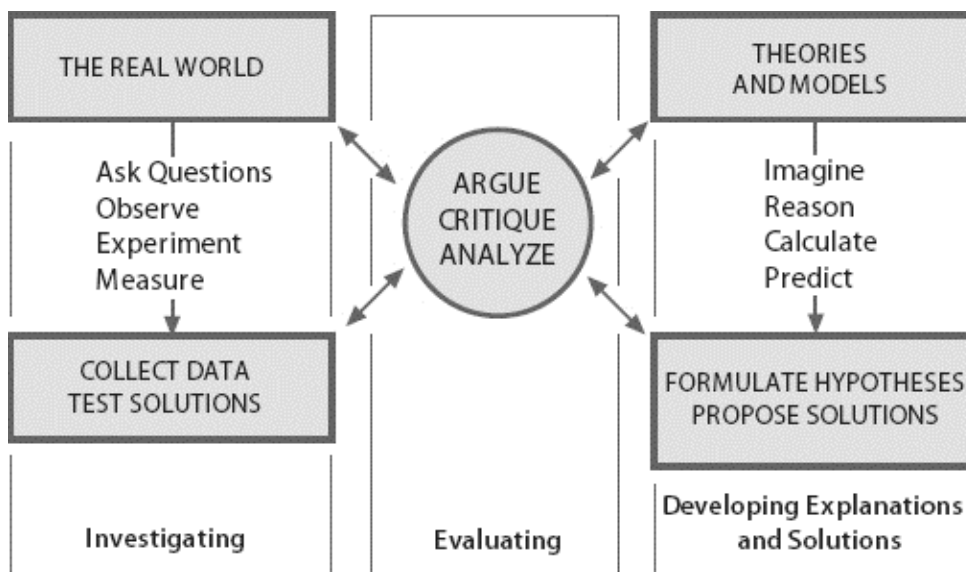 THE REAL WORLD
Ask Questions
Observe
Experiment
Measure
COLLECT DATA
TEST SOLUTIONS
Investigating
ARGUE
CRITIQUE
ANALYZE
Evaluating
THEORIES
AND MODELS
Imagine
Reason
Calculate
Predict
FORMULATE HYPOTHESES
PROPOSE SOLUTIONS
Developing Explanations
and Solutions